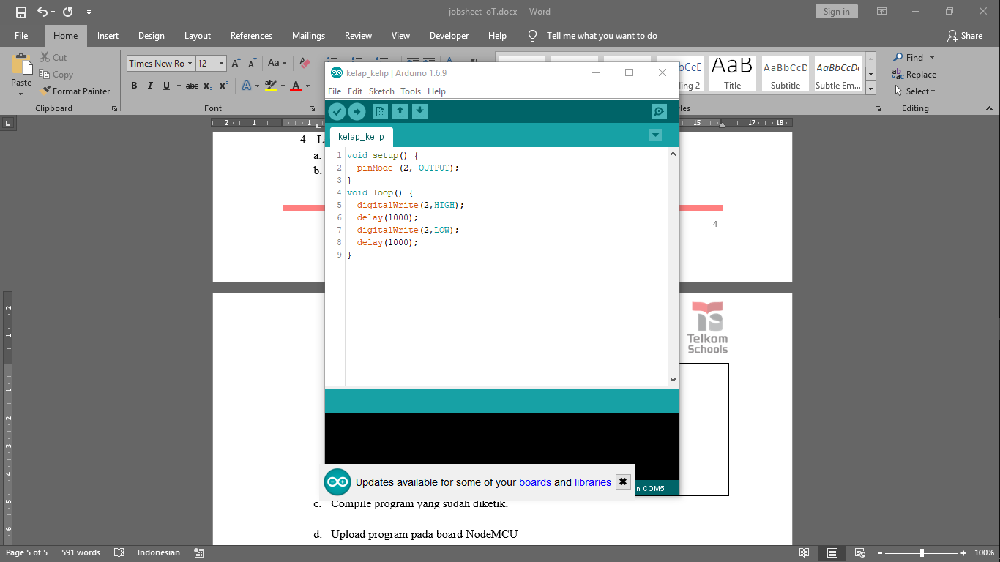 jobsheet IoT.docx - Word
Sign in
File Home Insert Design Layout References Mailings Review View Developer Help Tell me what you want to do Share
Paste
Cut
Copy
Format Painter
Clipboard
Times New Ro 12
Aa
B I U abc x2 x2 A A
Font
AaBbCcDc
AaB
Title
Subtitle
Subtle Em...
Find
Replace
Select
Editing
kelap_kelip | Arduino 1.6.9
File Edit Sketch Tools Help
kelap_kelip
1 void setup() {
2 pinMode (2, OUTPUT);
3 }
4 void loop() {
5 digitalWrite(2,HIGH);
6 delay(1000);
7 digitalWrite(2,LOW);
8 delay(1000);
9 }
4.
a.
b.
4
Telkom
Schools
Updates available for some of your boards and libraries
COM5
c. Compile program yang sudah diketik.
d. Upload program pada board NodeMCU
Page 5 of 5 591 words Indonesian 100%